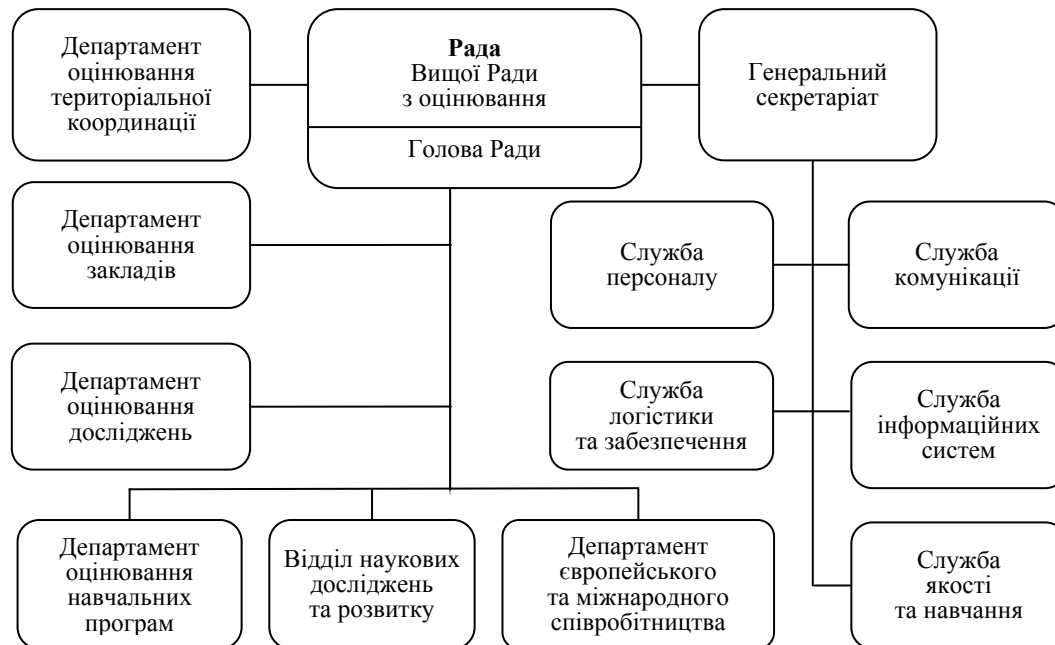 Департамент
оцінювання
територіальної
координації
Рада
Вищої Ради
з оцінювання
Голова Ради
Генеральний
секретаріат
Департамент
оцінювання
закладів
Служба
персоналу
Служба
комунікації
Департамент
оцінювання
досліджень
Служба
логістики
та забезпечення
Служба
інформаційних
систем
Департамент
оцінювання
навчальних
програм
Відділ наукових
досліджень
та розвитку
Департамент
європейського
та міжнародного
співробітництва
Служба
якості
та навчання